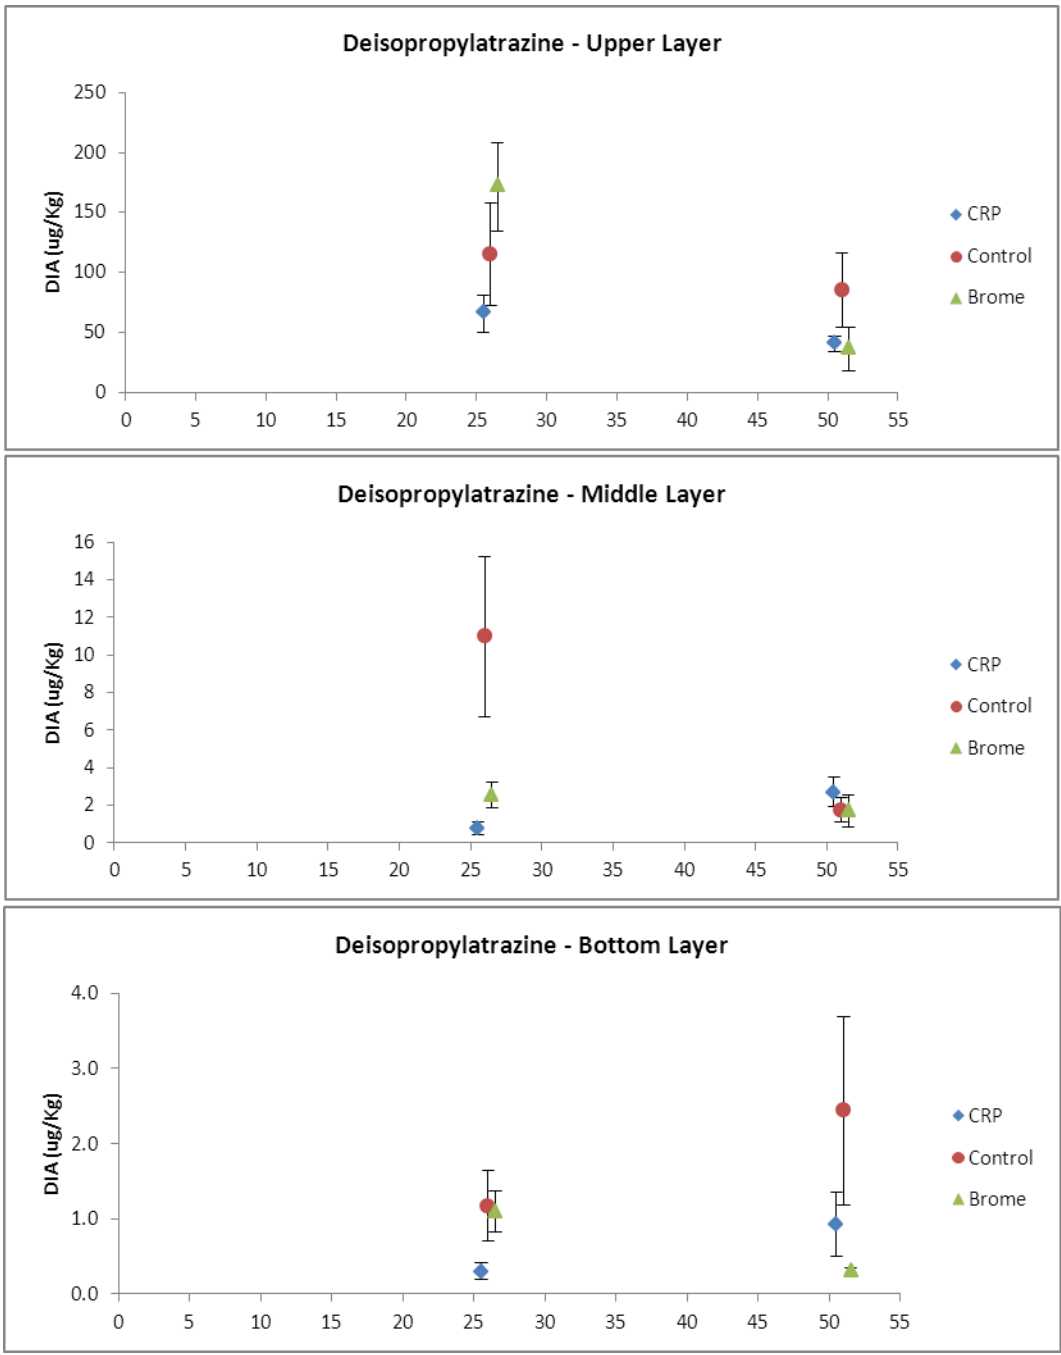 Deisopropylatrazine - Upper Layer
250
200
150
100
50
0
DIA (ug/Kg)
0 5 10 15 20 25 30 35 40 45 50 55
CRP
Control
Brome
Deisopropylatrazine - Middle Layer
16
14
12
10
8
6
4
2
0
DIA (ug/Kg)
0 5 10 15 20 25 30 35 40 45 50 55
CRP
Control
Brome
Deisopropylatrazine - Bottom Layer
4.0
3.0
2.0
1.0
0.0
DIA (ug/Kg)
0 5 10 15 20 25 30 35 40 45 50 55
CRP
Control
Brome